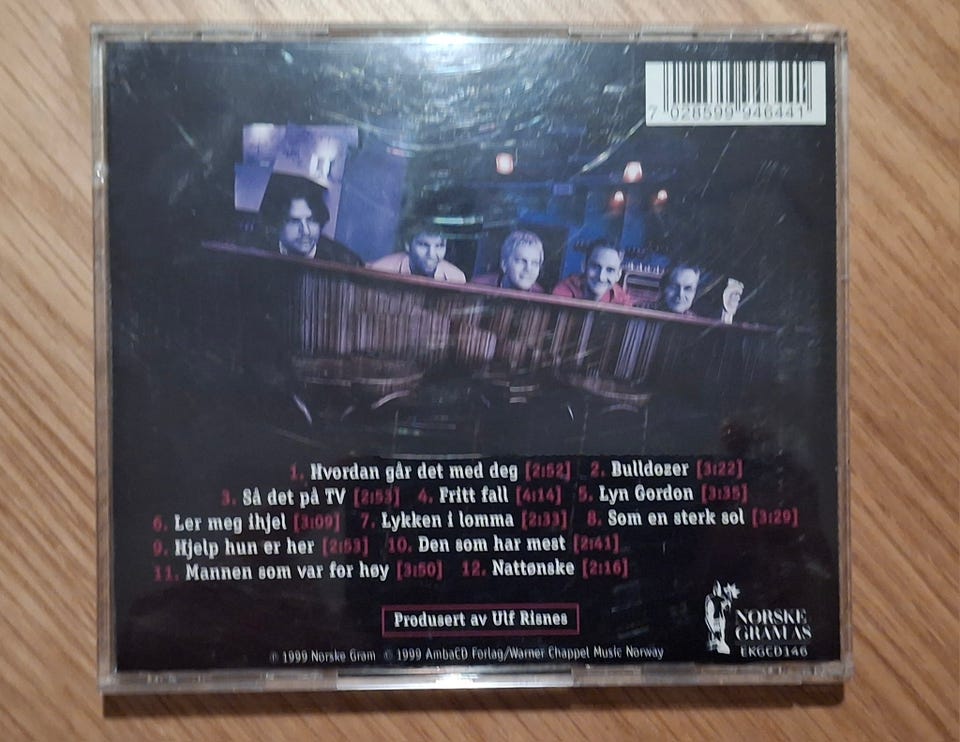 7 028599 946441
1. Hvordan går det med deg [2:52] 2. Bulldozer [3:22]
3. Så det på TV [2:53] 4. Fritt fall [4:14] 5. Lyn Gordon [3:35]
6. Ler meg ihjel [3:09] 7. Lykken i lomma [2:33] 8. Som en sterk sol [3:29]
9. Hjelp hun er her [2:53] 10. Den som har mest [2:41]
11. Mannen som var for høy [3:50] 12. Nattønske [2:16]
Produsert av Ulf Risnes
NORSKE
GRAM AS
EKGCD146
℗ 1999 Norske Gram © 1999 AmbaCD Forlag/Warner Chappel Music Norway